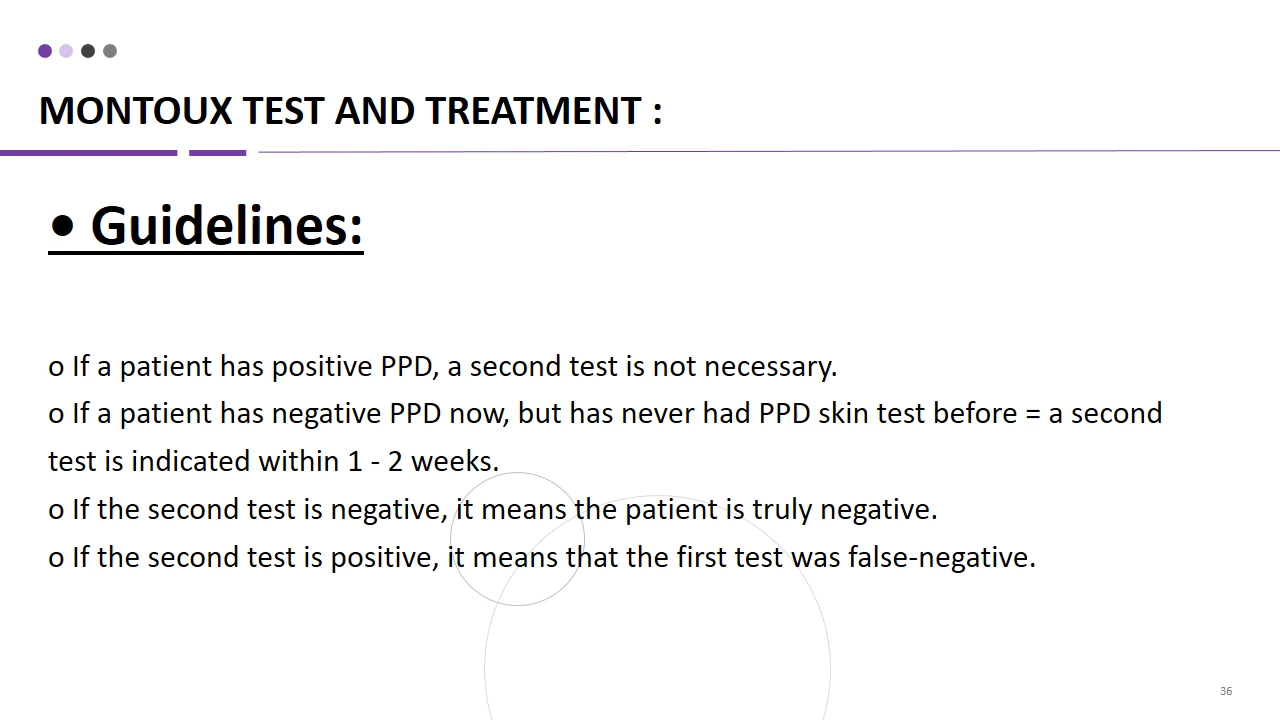 MONTOUX TEST AND TREATMENT :
• Guidelines:
o If a patient has positive PPD, a second test is not necessary.
o If a patient has negative PPD now, but has never had PPD skin test before = a second
test is indicated within 1 - 2 weeks.
o If the second test is negative, it means the patient is truly negative.
o If the second test is positive, it means that the first test was false-negative.
36